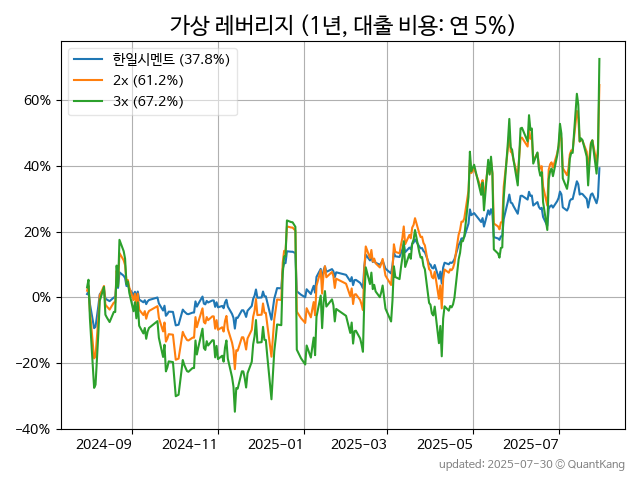 가상 레버리지 (1년, 대출 비용: 연 5%)
한일시멘트 (37.8%)
2x (61.2%)
3x (67.2%)
60%
40%
20%
0%
−20%
−40%
2024-09
2024-11
2025-01
2025-03
2025-05
2025-07
updated: 2025-07-30 © QuantKang